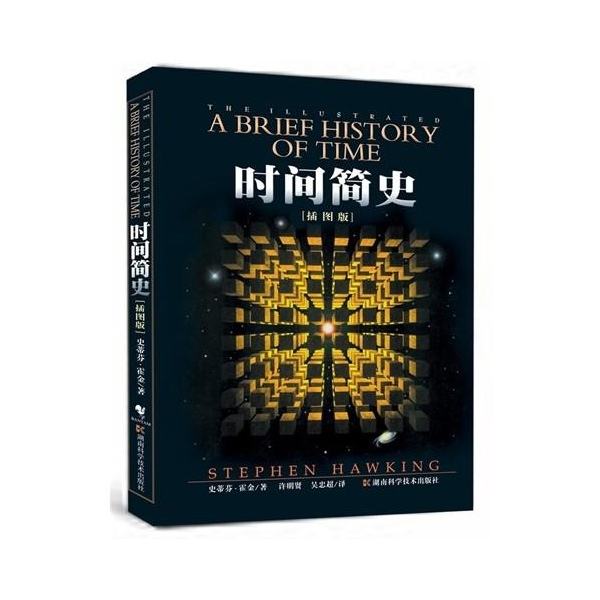 THE ILLUSTRATED
A BRIEF HISTORY
OF TIME
时间简史
[插图版]
STEPHEN HAWKING
史蒂芬·霍金/著 许明贤 吴忠超/译 湖南科学技术出版社
THE ILLUSTRATED
A BRIEF HISTORY OF TIME
时间简史
[插图版]
史蒂芬·霍金/著
BANTAM
湖南科学技术出版社